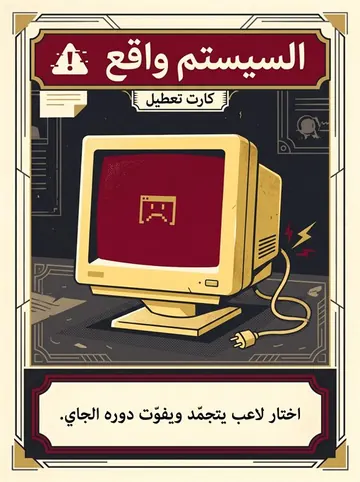 السيستم واقع
كارت تعطيل
اختار لاعب يتجمّد ويفوّت دوره الجاي.